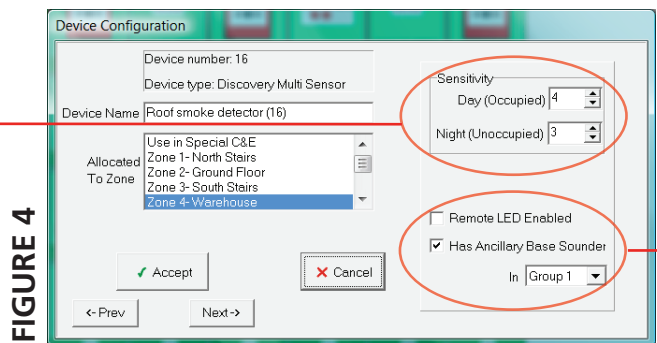 Device Configuration
Device number: 16
Device type: Discovery Multi Sensor
Device Name Roof smoke detector (16)
Allocated To Zone
Use in Special C&E
Zone 1- North Stairs
Zone 2- Ground Floor
Zone 3- South Stairs
Zone 4- Warehouse
Sensitivity
Day (Occupied) 4
Night (Unoccupied) 3
Remote LED Enabled
Has Ancillary Base Sounder
In Group 1
Accept
Cancel
<- Prev
Next ->
FIGURE 4